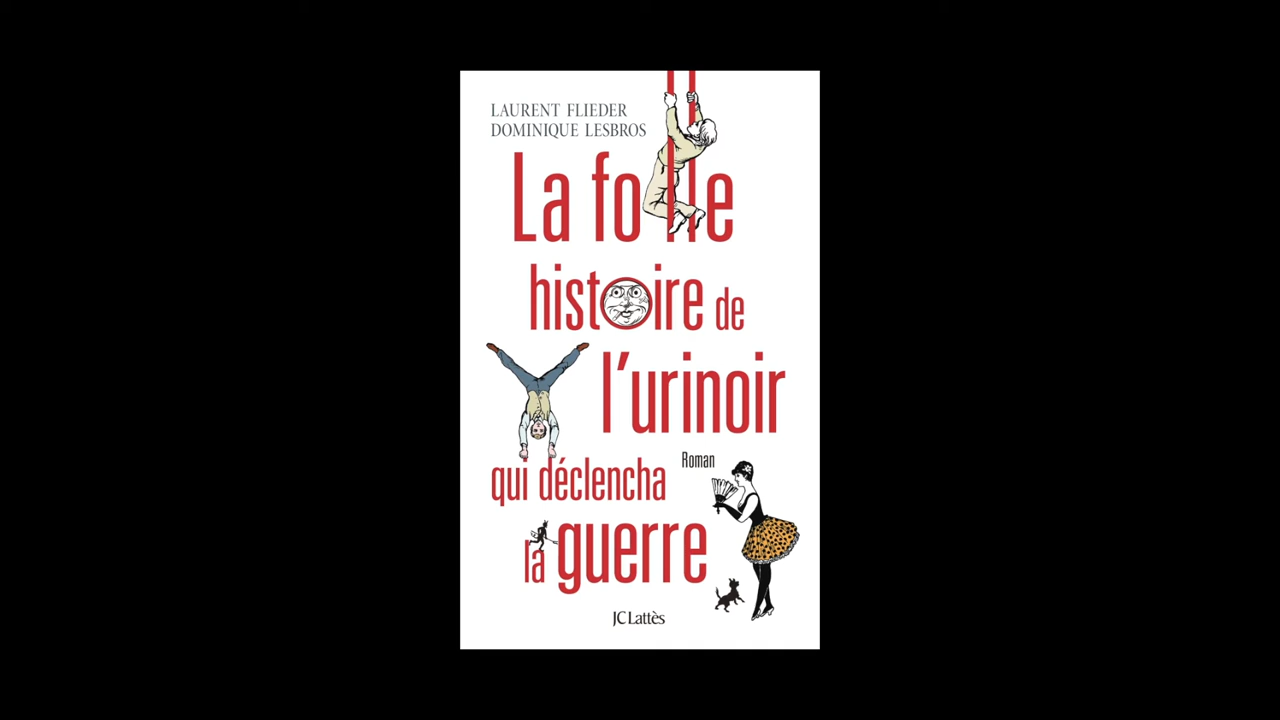 LAURENT FLIEDER
DOMINIQUE LESBROS
La folle
histoire de
l'urinoir
qui déclencha
Roman
la guerre
JC Lattès